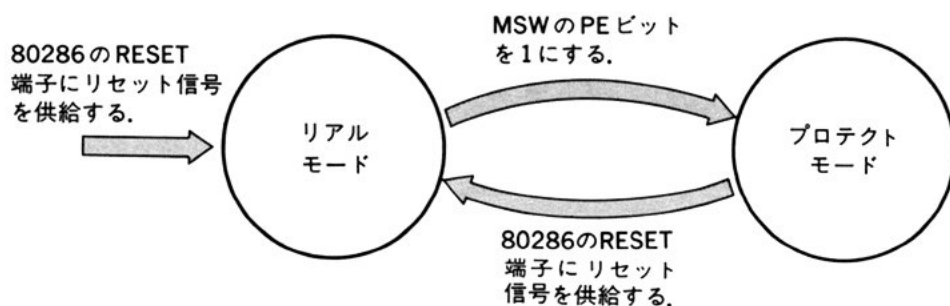 80286のRESET
端子にリセット信号
を供給する.
リアル
モード
MSWのPEビット
を1にする.
プロテクト
モード
80286のRESET
端子にリセット
信号を供給する.